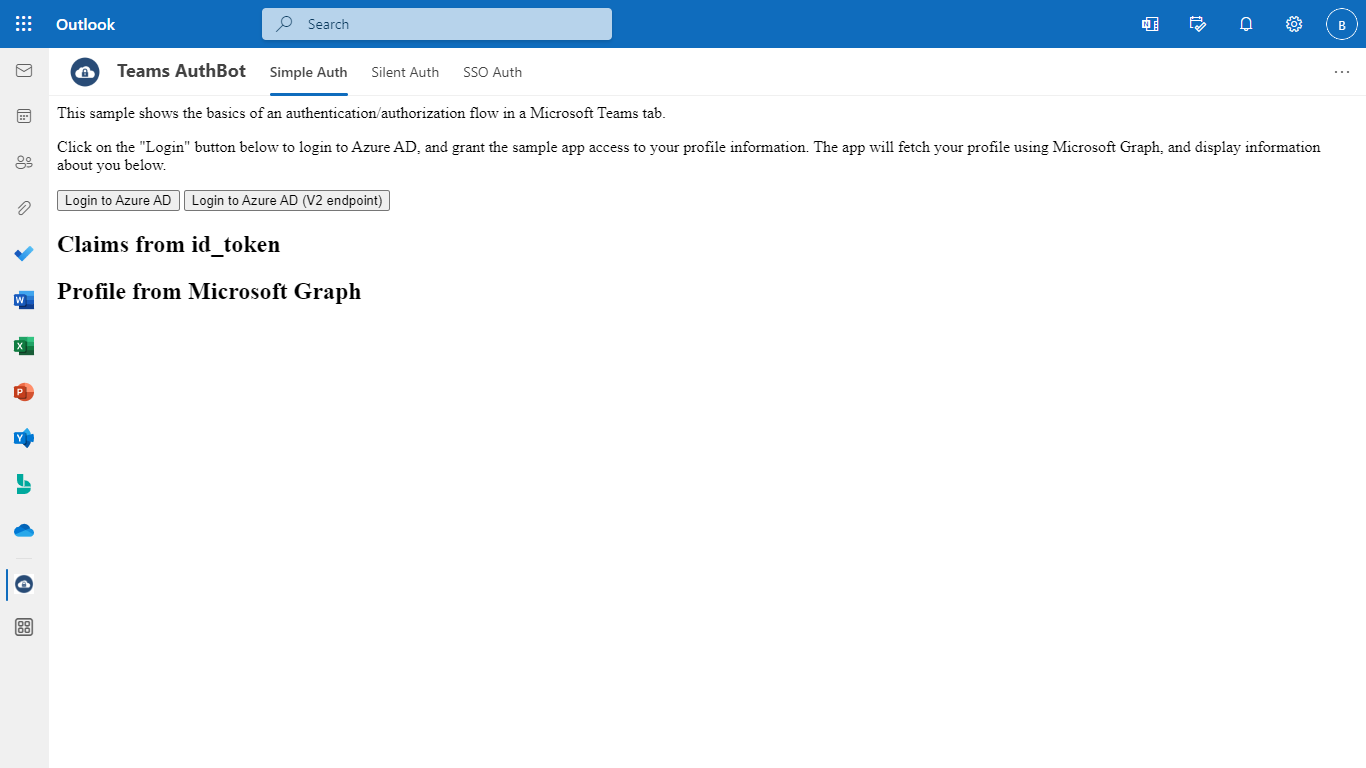 Outlook
Search
B
Teams AuthBot
Simple Auth
Silent Auth
SSO Auth
This sample shows the basics of an authentication/authorization flow in a Microsoft Teams tab.
Click on the "Login" button below to login to Azure AD, and grant the sample app access to your profile information. The app will fetch your profile using Microsoft Graph, and display information
about you below.
Login to Azure AD
Login to Azure AD (V2 endpoint)
Claims from id_token
Profile from Microsoft Graph
W
X
P
Y